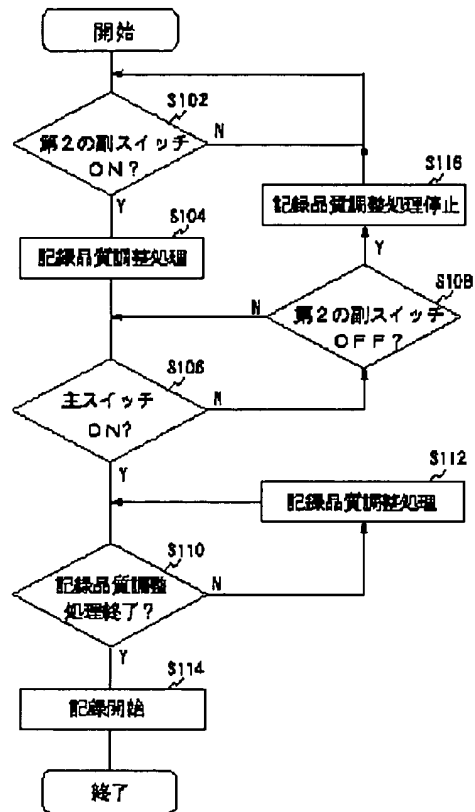 開始
S102
第2の副スイッチ
ON?
N
Y
S116
記録品質調整処理停止
S104
記録品質調整処理
Y
S108
第2の副スイッチ
OFF?
N
S106
主スイッチ
ON?
N
Y
S112
記録品質調整処理
S110
記録品質調整
処理終了?
N
Y
S114
記録開始
終了